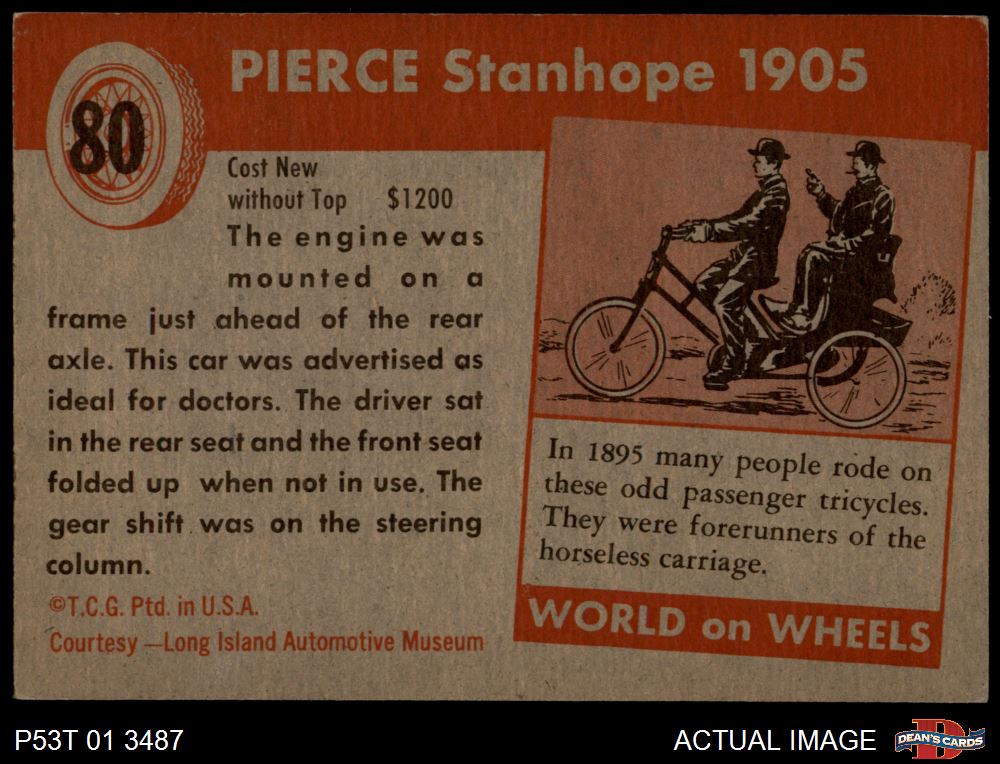 80
PIERCE Stanhope 1905
Cost New
without Top $1200
The engine was
mounted on a
frame just ahead of the rear
axle. This car was advertised as
ideal for doctors. The driver sat
in the rear seat and the front seat
folded up when not in use. The
gear shift was on the steering
column.
©T.C.G. Ptd. in U.S.A.
Courtesy—Long Island Automotive Museum
In 1895 many people rode on
these odd passenger tricycles.
They were forerunners of the
horseless carriage.
WORLD on WHEELS
P53T 01 3487
ACTUAL IMAGE
D
DEAN'S CARDS